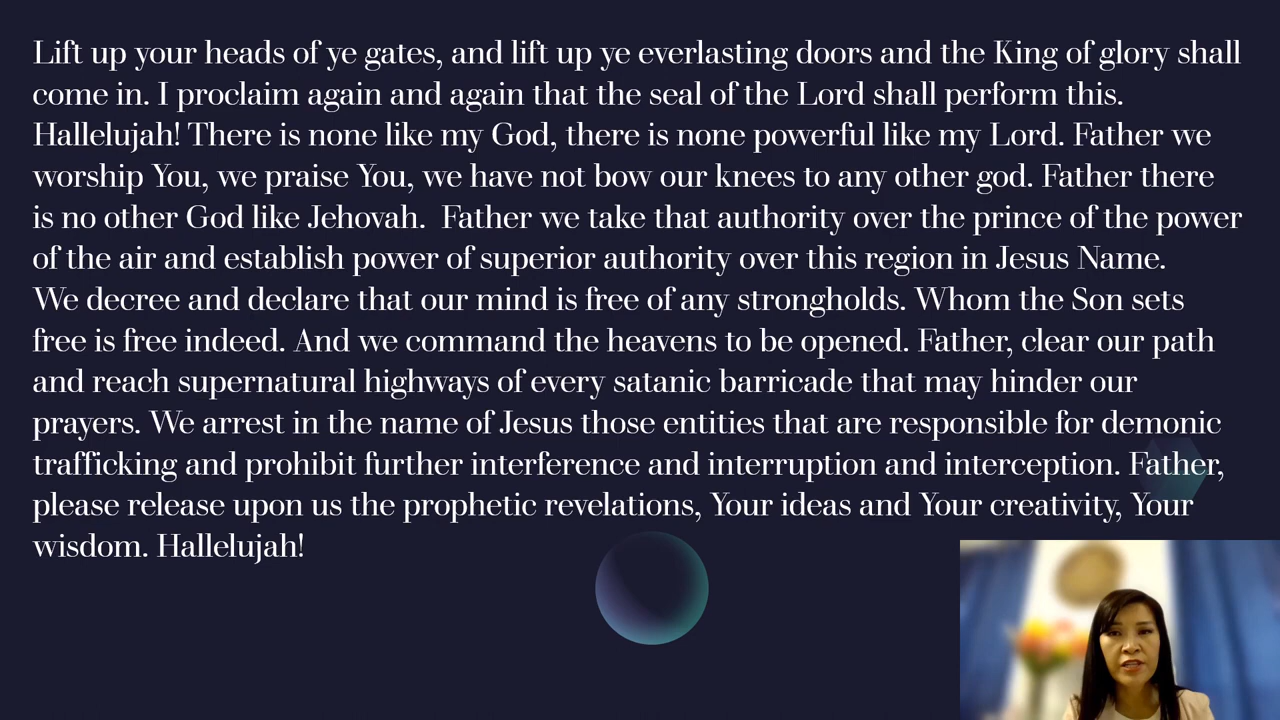 Lift up your heads of ye gates, and lift up ye everlasting doors and the King of glory shall
come in. I proclaim again and again that the seal of the Lord shall perform this.
Hallelujah! There is none like my God, there is none powerful like my Lord. Father we
worship You, we praise You, we have not bow our knees to any other god. Father there
is no other God like Jehovah.  Father we take that authority over the prince of the power
of the air and establish power of superior authority over this region in Jesus Name.
We decree and declare that our mind is free of any strongholds. Whom the Son sets
free is free indeed. And we command the heavens to be opened. Father, clear our path
and reach supernatural highways of every satanic barricade that may hinder our
prayers. We arrest in the name of Jesus those entities that are responsible for demonic
trafficking and prohibit further interference and interruption and interception. Father,
please release upon us the prophetic revelations, Your ideas and Your creativity, Your
wisdom. Hallelujah!